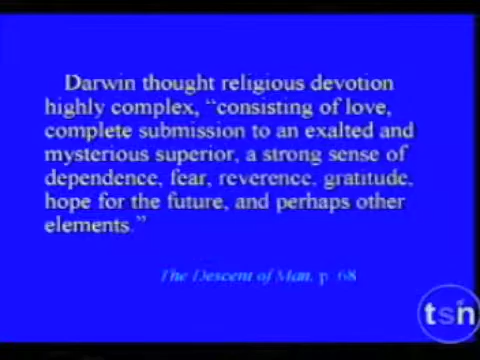 Darwin thought religious devotion
highly complex, "consisting of love,
complete submission to an exalted and
mysterious superior, a strong sense of
dependence, fear, reverence, gratitude,
hope for the future, and perhaps other
elements."
The Descent of Man, p. 68
tsn